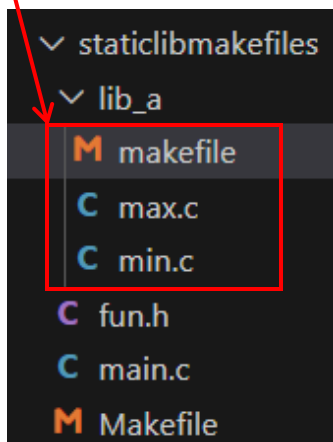 staticlibmakefiles
lib_a
M makefile
C max.c
C min.c
C fun.h
C main.c
M Makefile